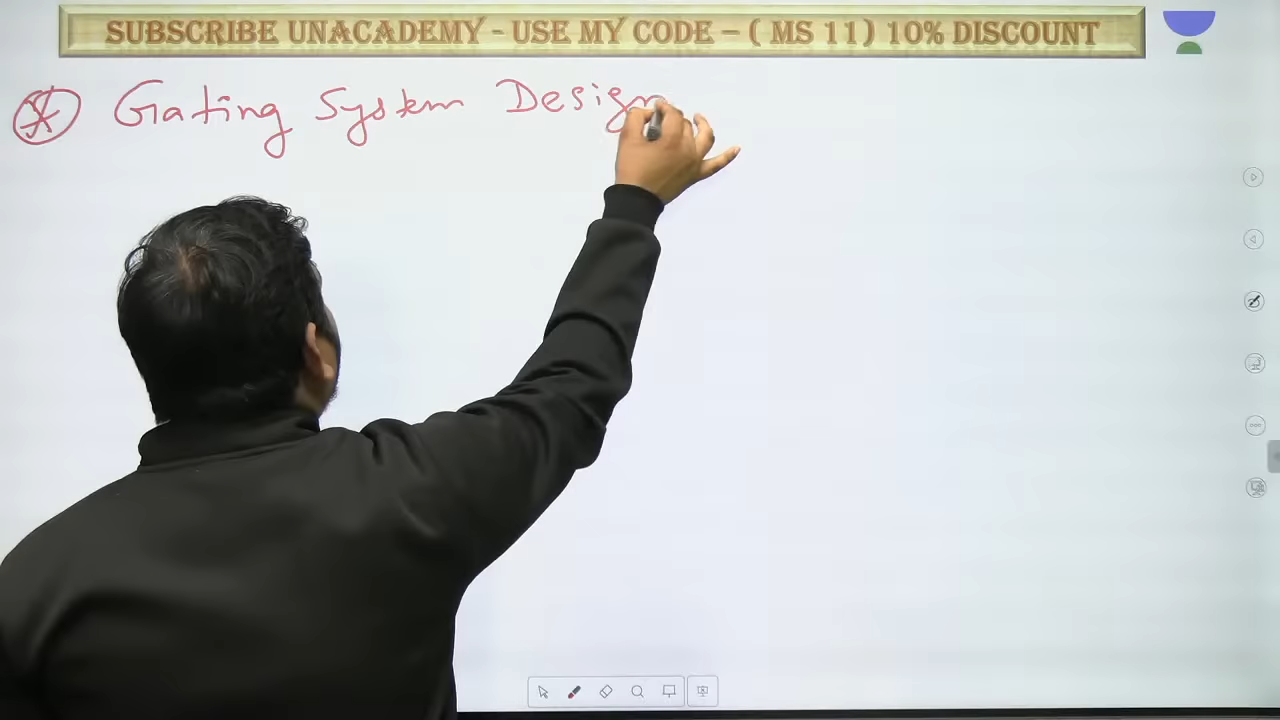 SUBSCRIBE UNACADEMY - USE MY CODE - ( MS 11 ) 10% DISCOUNT
Gating System Design